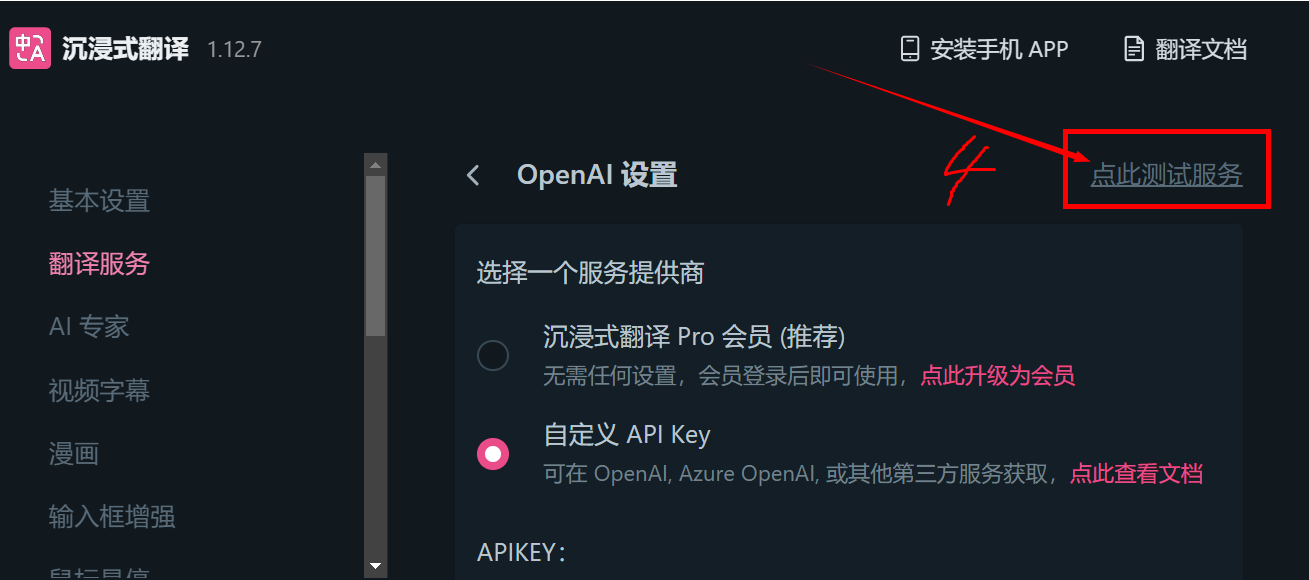 沉浸式翻译 1.12.7
安装手机 APP
翻译文档
基本设置
翻译服务
AI 专家
视频字幕
漫画
输入框增强
鼠标悬停
OpenAI 设置
4
点此测试服务
选择一个服务提供商
沉浸式翻译 Pro 会员 (推荐)
无需任何设置，会员登录后即可使用，点此升级为会员
自定义 API Key
可在 OpenAI, Azure OpenAI, 或其他第三方服务获取，点此查看文档
APIKEY：